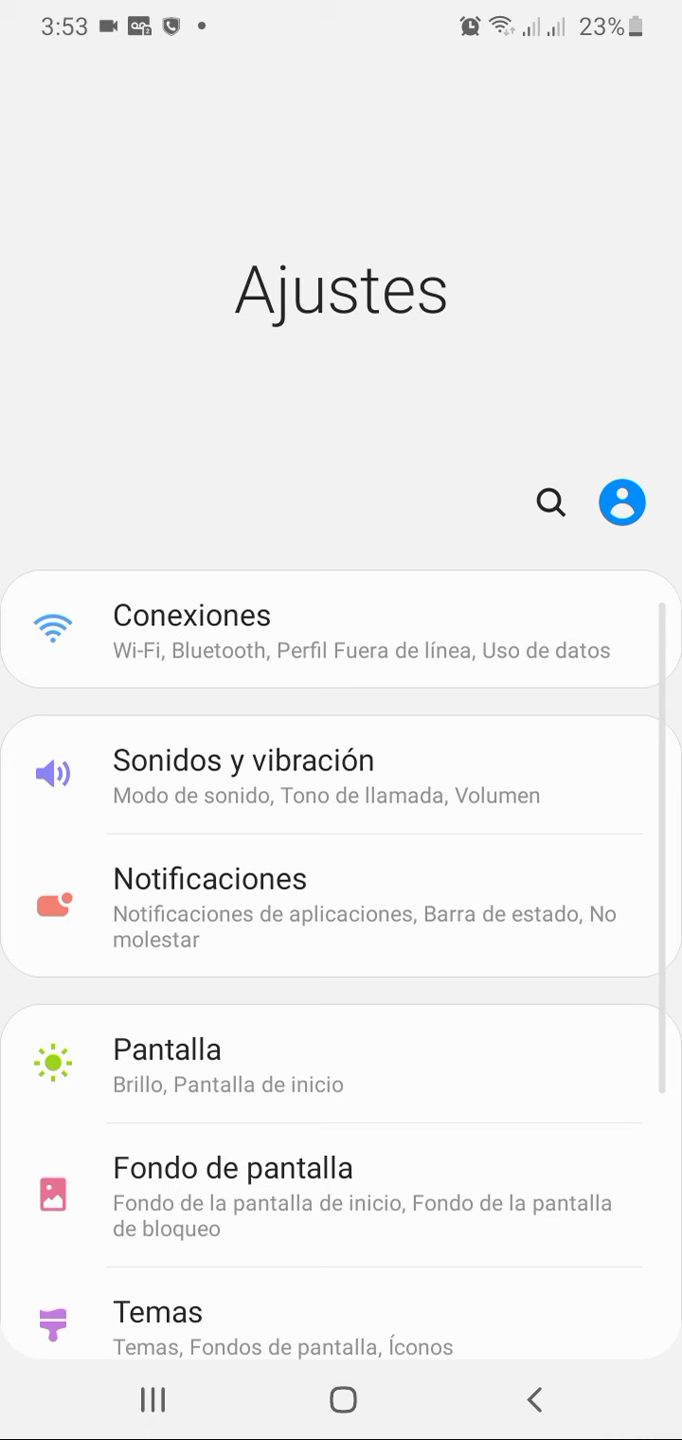 3:53
23%
Ajustes
Conexiones
Wi-Fi, Bluetooth, Perfil Fuera de línea, Uso de datos
Sonidos y vibración
Modo de sonido, Tono de llamada, Volumen
Notificaciones
Notificaciones de aplicaciones, Barra de estado, No
molestar
Pantalla
Brillo, Pantalla de inicio
Fondo de pantalla
Fondo de la pantalla de inicio, Fondo de la pantalla
de bloqueo
Temas
Temas, Fondos de pantalla, Íconos